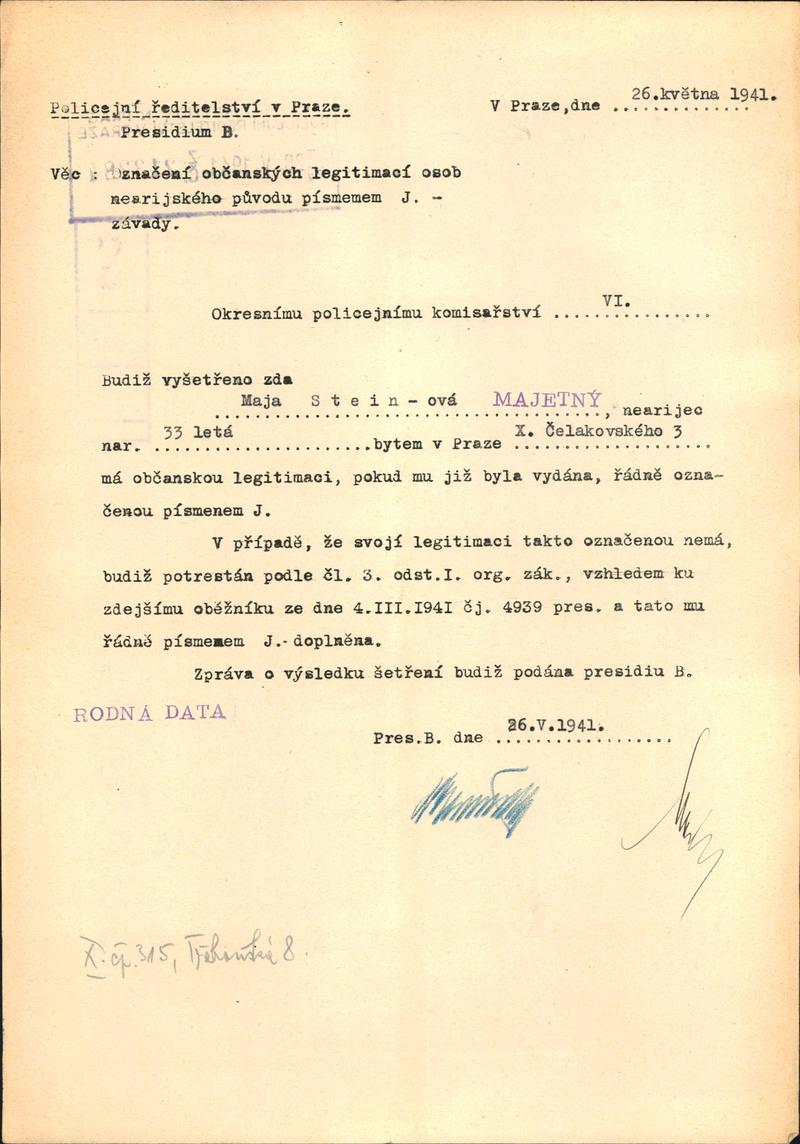 Policejní ředitelství v Praze.
V Praze,dne 26.května 1941.
Presidium B.
Věc : Označení občanských legitimací osob
nearijského původu písmemem J. -
závady.
Okresnímu policejnímu komisařství ...VI...
Budiž vyšetřeno zda
Maja S t e i n - ová MAJETNÝ, nearijec
nar. 33 letá bytem v Praze X. Čelakovského 3
má občanskou legitimaci, pokud mu již byla vydána, řádně ozna-
čenou písmenem J.
V případě, že svojí legitimaci takto označenou nemá,
budiž potrestán podle čl. 3. odst.I. org. zák., vzhledem ku
zdejšímu oběžníku ze dne 4.III.1941 čj. 4939 pres. a tato mu
řádně písmenem J.- doplněna.
Zpráva o výsledku šetření budiž podána presidiu B.
RODNÁ DATA
Pres.B. dne 26.V.1941.
X. čp. 315, 8.